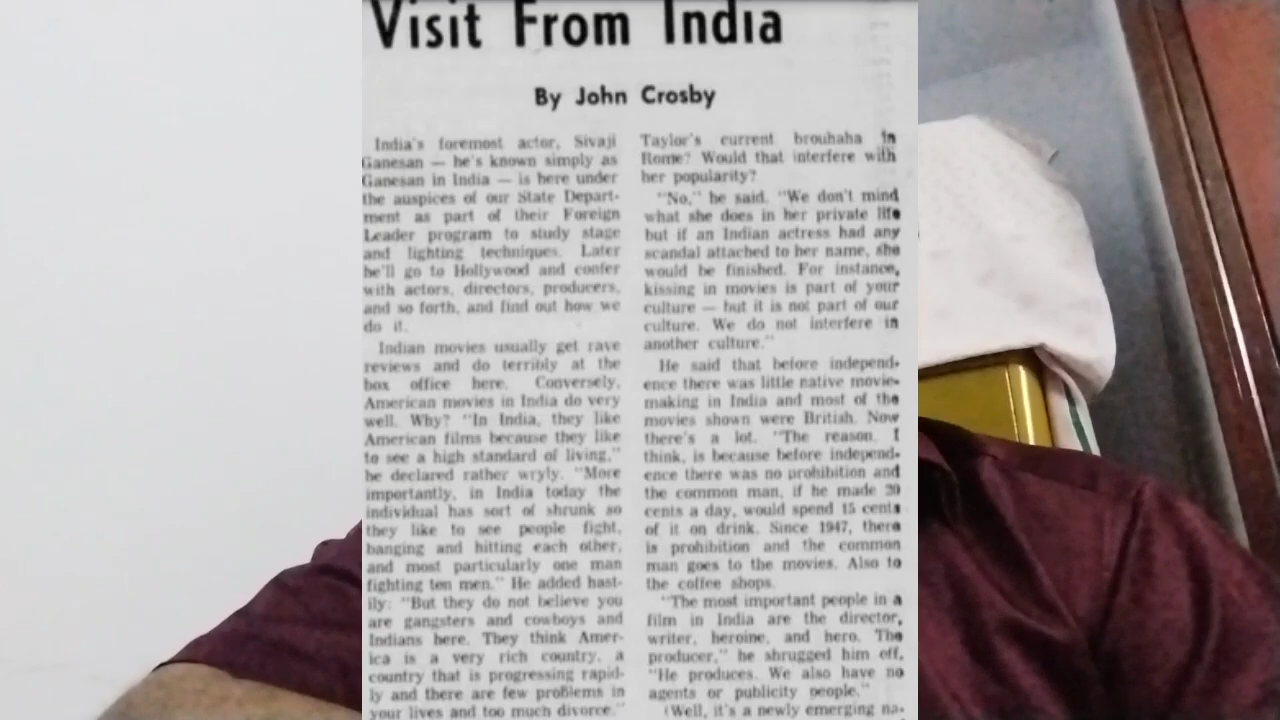 Visit From India
By John Crosby
India's foremost actor, Sivaji
Ganesan — he's known simply as
Ganesan in India — is here under
the auspices of our State Depart-
ment as part of their Foreign
Leader program to study stage
and lighting techniques. Later
he'll go to Hollywood and confer
with actors, directors, producers,
and so forth, and find out how we
do it.
Indian movies usually get rave
reviews and do terribly at the
box office here. Conversely,
American movies in India do very
well. Why? "In India, they like
American films because they like
to see a high standard of living,"
he declared rather wryly. "More
importantly, in India today the
individual has sort of shrunk so
they like to see people fight,
banging and hitting each other,
and most particularly one man
fighting ten men." He added hast-
ily: "But they do not believe you
are gangsters and cowboys and
Indians here. They think Amer-
ica is a very rich country, a
country that is progressing rapid-
ly and there are few problems in
your lives and too much divorce."
Taylor's current brouhaha in
Rome? Would that interfere with
her popularity?
"No," he said. "We don't mind
what she does in her private life
but if an Indian actress had any
scandal attached to her name, she
would be finished. For instance,
kissing in movies is part of your
culture — but it is not part of our
culture. We do not interfere in
another culture."
He said that before independ-
ence there was little native movie-
making in India and most of the
movies shown were British. Now
there's a lot. "The reason, I
think, is because before independ-
ence there was no prohibition and
the common man, if he made 20
cents a day, would spend 15 cents
of it on drink. Since 1947, there
is prohibition and the common
man goes to the movies. Also to
the coffee shops.
"The most important people in a
film in India are the director,
writer, heroine, and hero. The
producer," he shrugged him off,
"He produces. We also have no
agents or publicity people."
(Well, it's a newly emerging na-